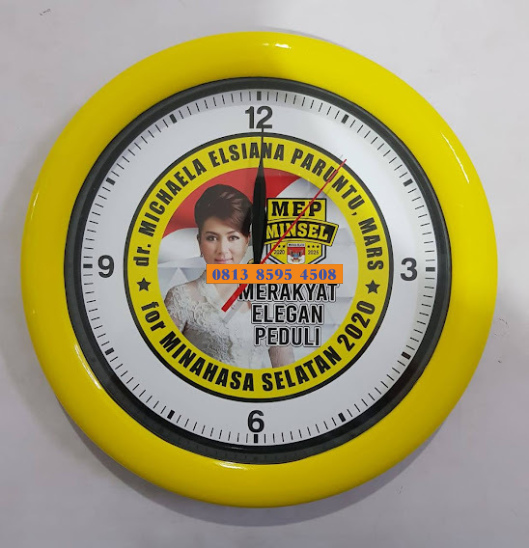 12
dr. MICHAELA ELSIANA PARUNTU, MARS
MEP
MINSEL
2020
9
3
0813 8595 4508
MERAKYAT
ELEGAN
PEDULI
for MINAHASA SELATAN 2020
6